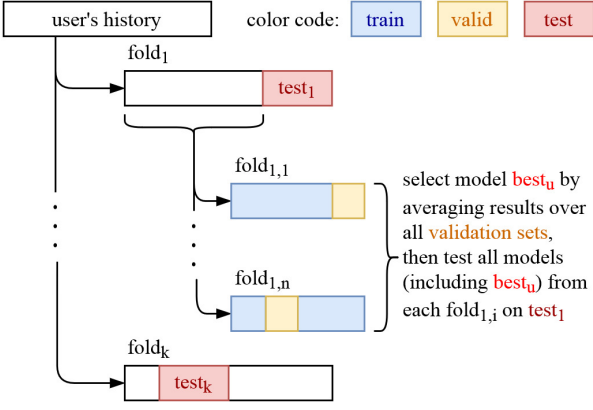 user's history
color code: train valid test
fold₁
test₁
fold₁,₁
select model bestᵤ by
averaging results over
all validation sets,
then test all models
(including bestᵤ) from
each fold₁,ᵢ on test₁
fold₁,ₙ
foldₖ
testₖ